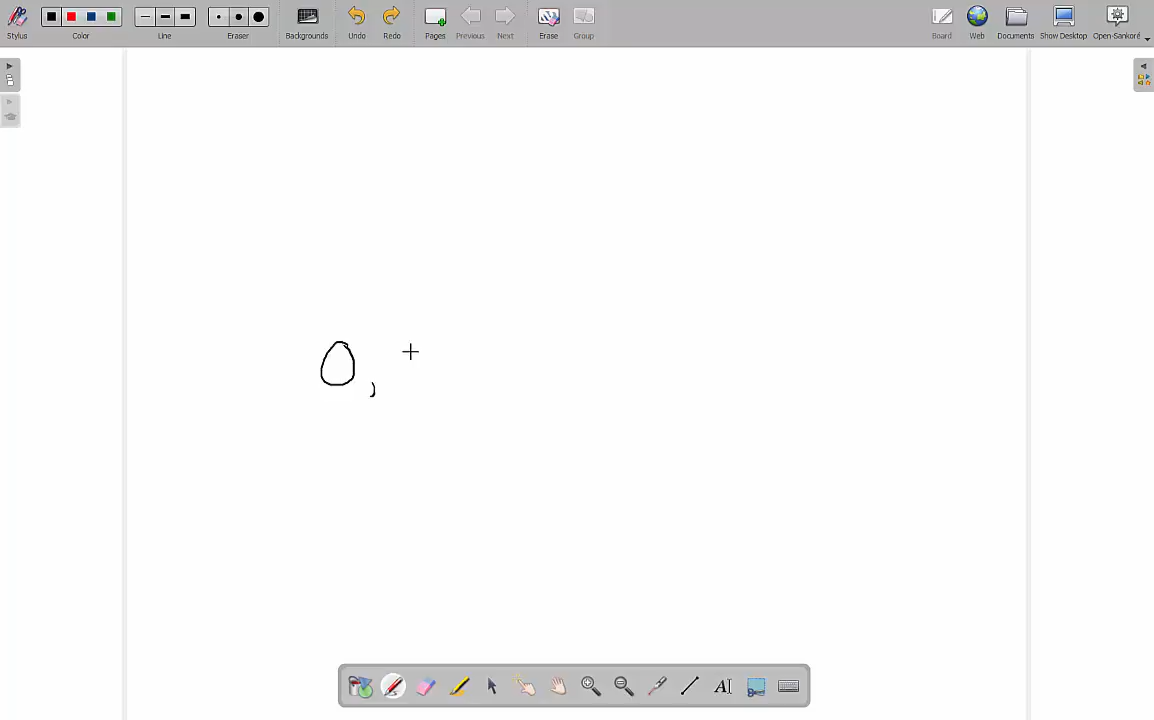 Stylus
Color
Line
Eraser
Backgrounds
Undo
Redo
Pages
Previous
Next
Erase
Group
Board
Web
Documents
Show Desktop
Open-Sankoré
0,